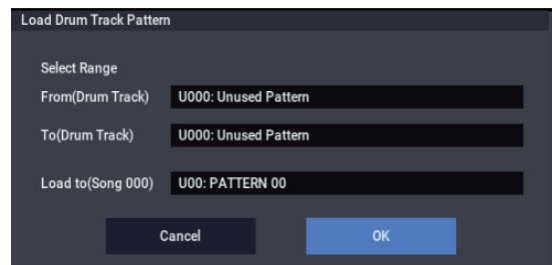 Load Drum Track Pattern
Select Range
From(Drum Track) U000: Unused Pattern
To(Drum Track) U000: Unused Pattern
Load to(Song 000) U00: PATTERN 00
Cancel OK